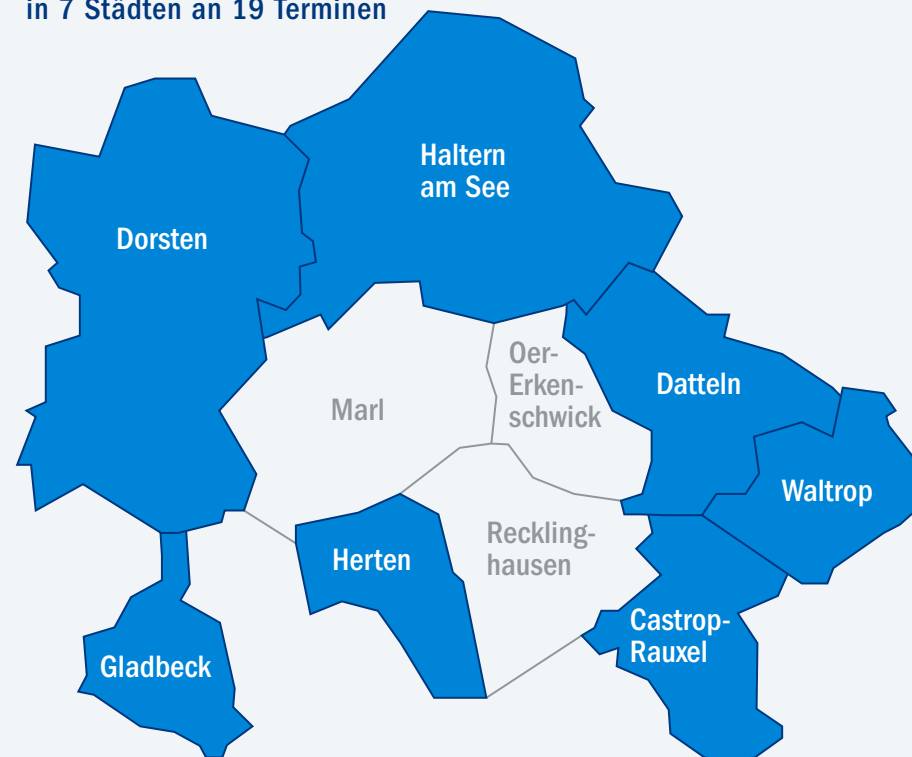 in 7 Städten an 19 Terminen
Haltern
am See
Dorsten
Oer-
Erken-
schwick
Datteln
Marl
Waltrop
Reckling-
hausen
Herten
Castrop-
Rauxel
Gladbeck